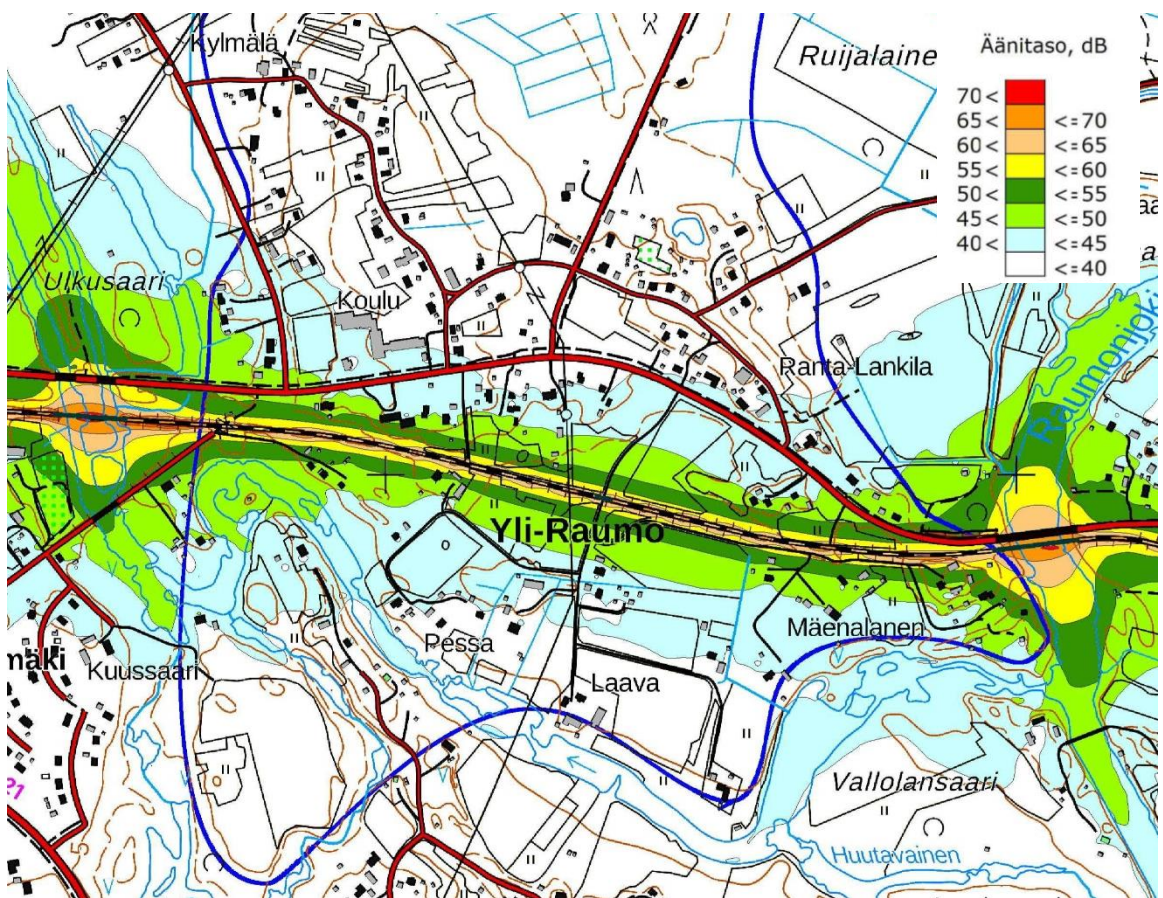 Kylmälä
Ruijalaine
Äänitaso, dB
70 <
65 < <=70
60 < <=65
55 < <=60
50 < <=55
45 < <=50
40 < <=45
<=40
Ulkusaari
Koulu
Ranta-Lankila
Raumonjoki
Yli-Raumo
Pessa
Mäenalanen
mäki
Kuussaari
Laava
Vallolansaari
Huutavainen